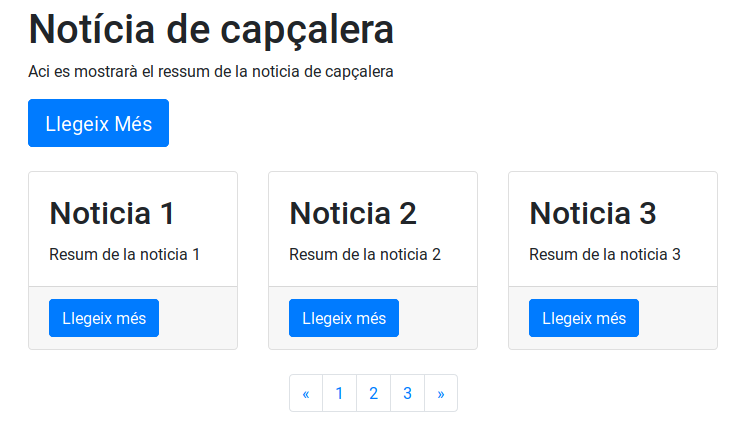 Notícia de capçalera
Aci es mostrarà el ressum de la noticia de capçalera
Llegeix Més
Noticia 1
Resum de la noticia 1
Llegeix més
Noticia 2
Resum de la noticia 2
Llegeix més
Noticia 3
Resum de la noticia 3
Llegeix més
« 1 2 3 »